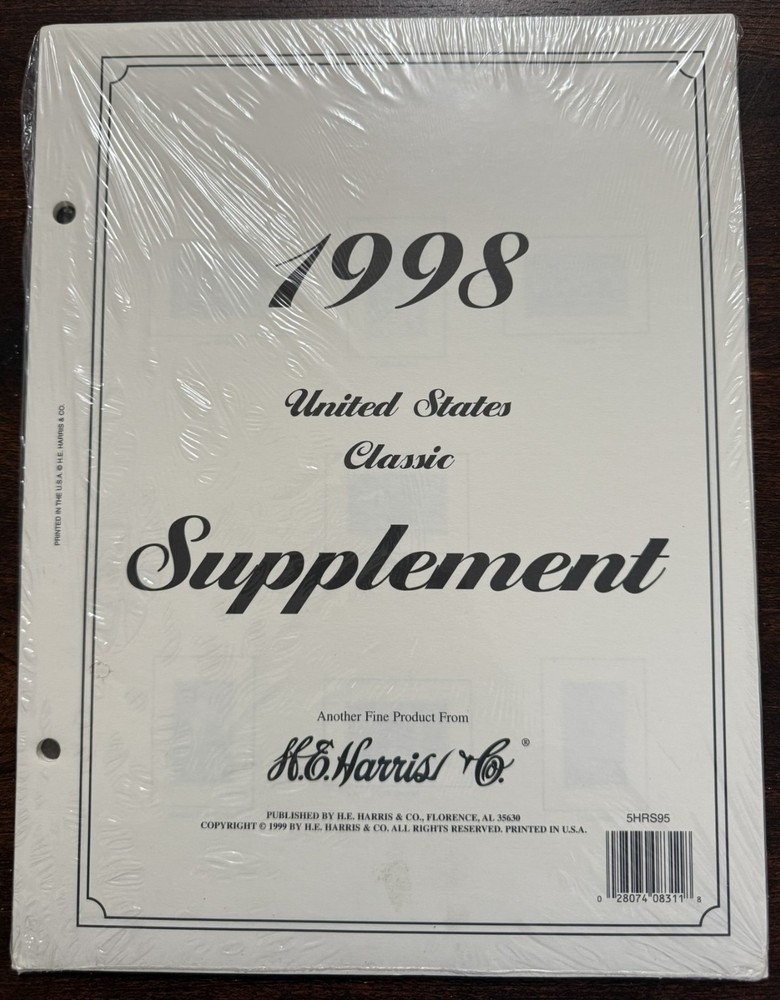 1998
United States
Classic
Supplement
PRINTED IN THE U.S.A. © H.E. HARRIS & CO.
Another Fine Product From
H.E. Harris & Co. ®
PUBLISHED BY H.E. HARRIS & CO., FLORENCE, AL 35630
COPYRIGHT © 1999 BY H.E. HARRIS & CO. ALL RIGHTS RESERVED. PRINTED IN U.S.A.
5HRS95
0 28074 08311 8